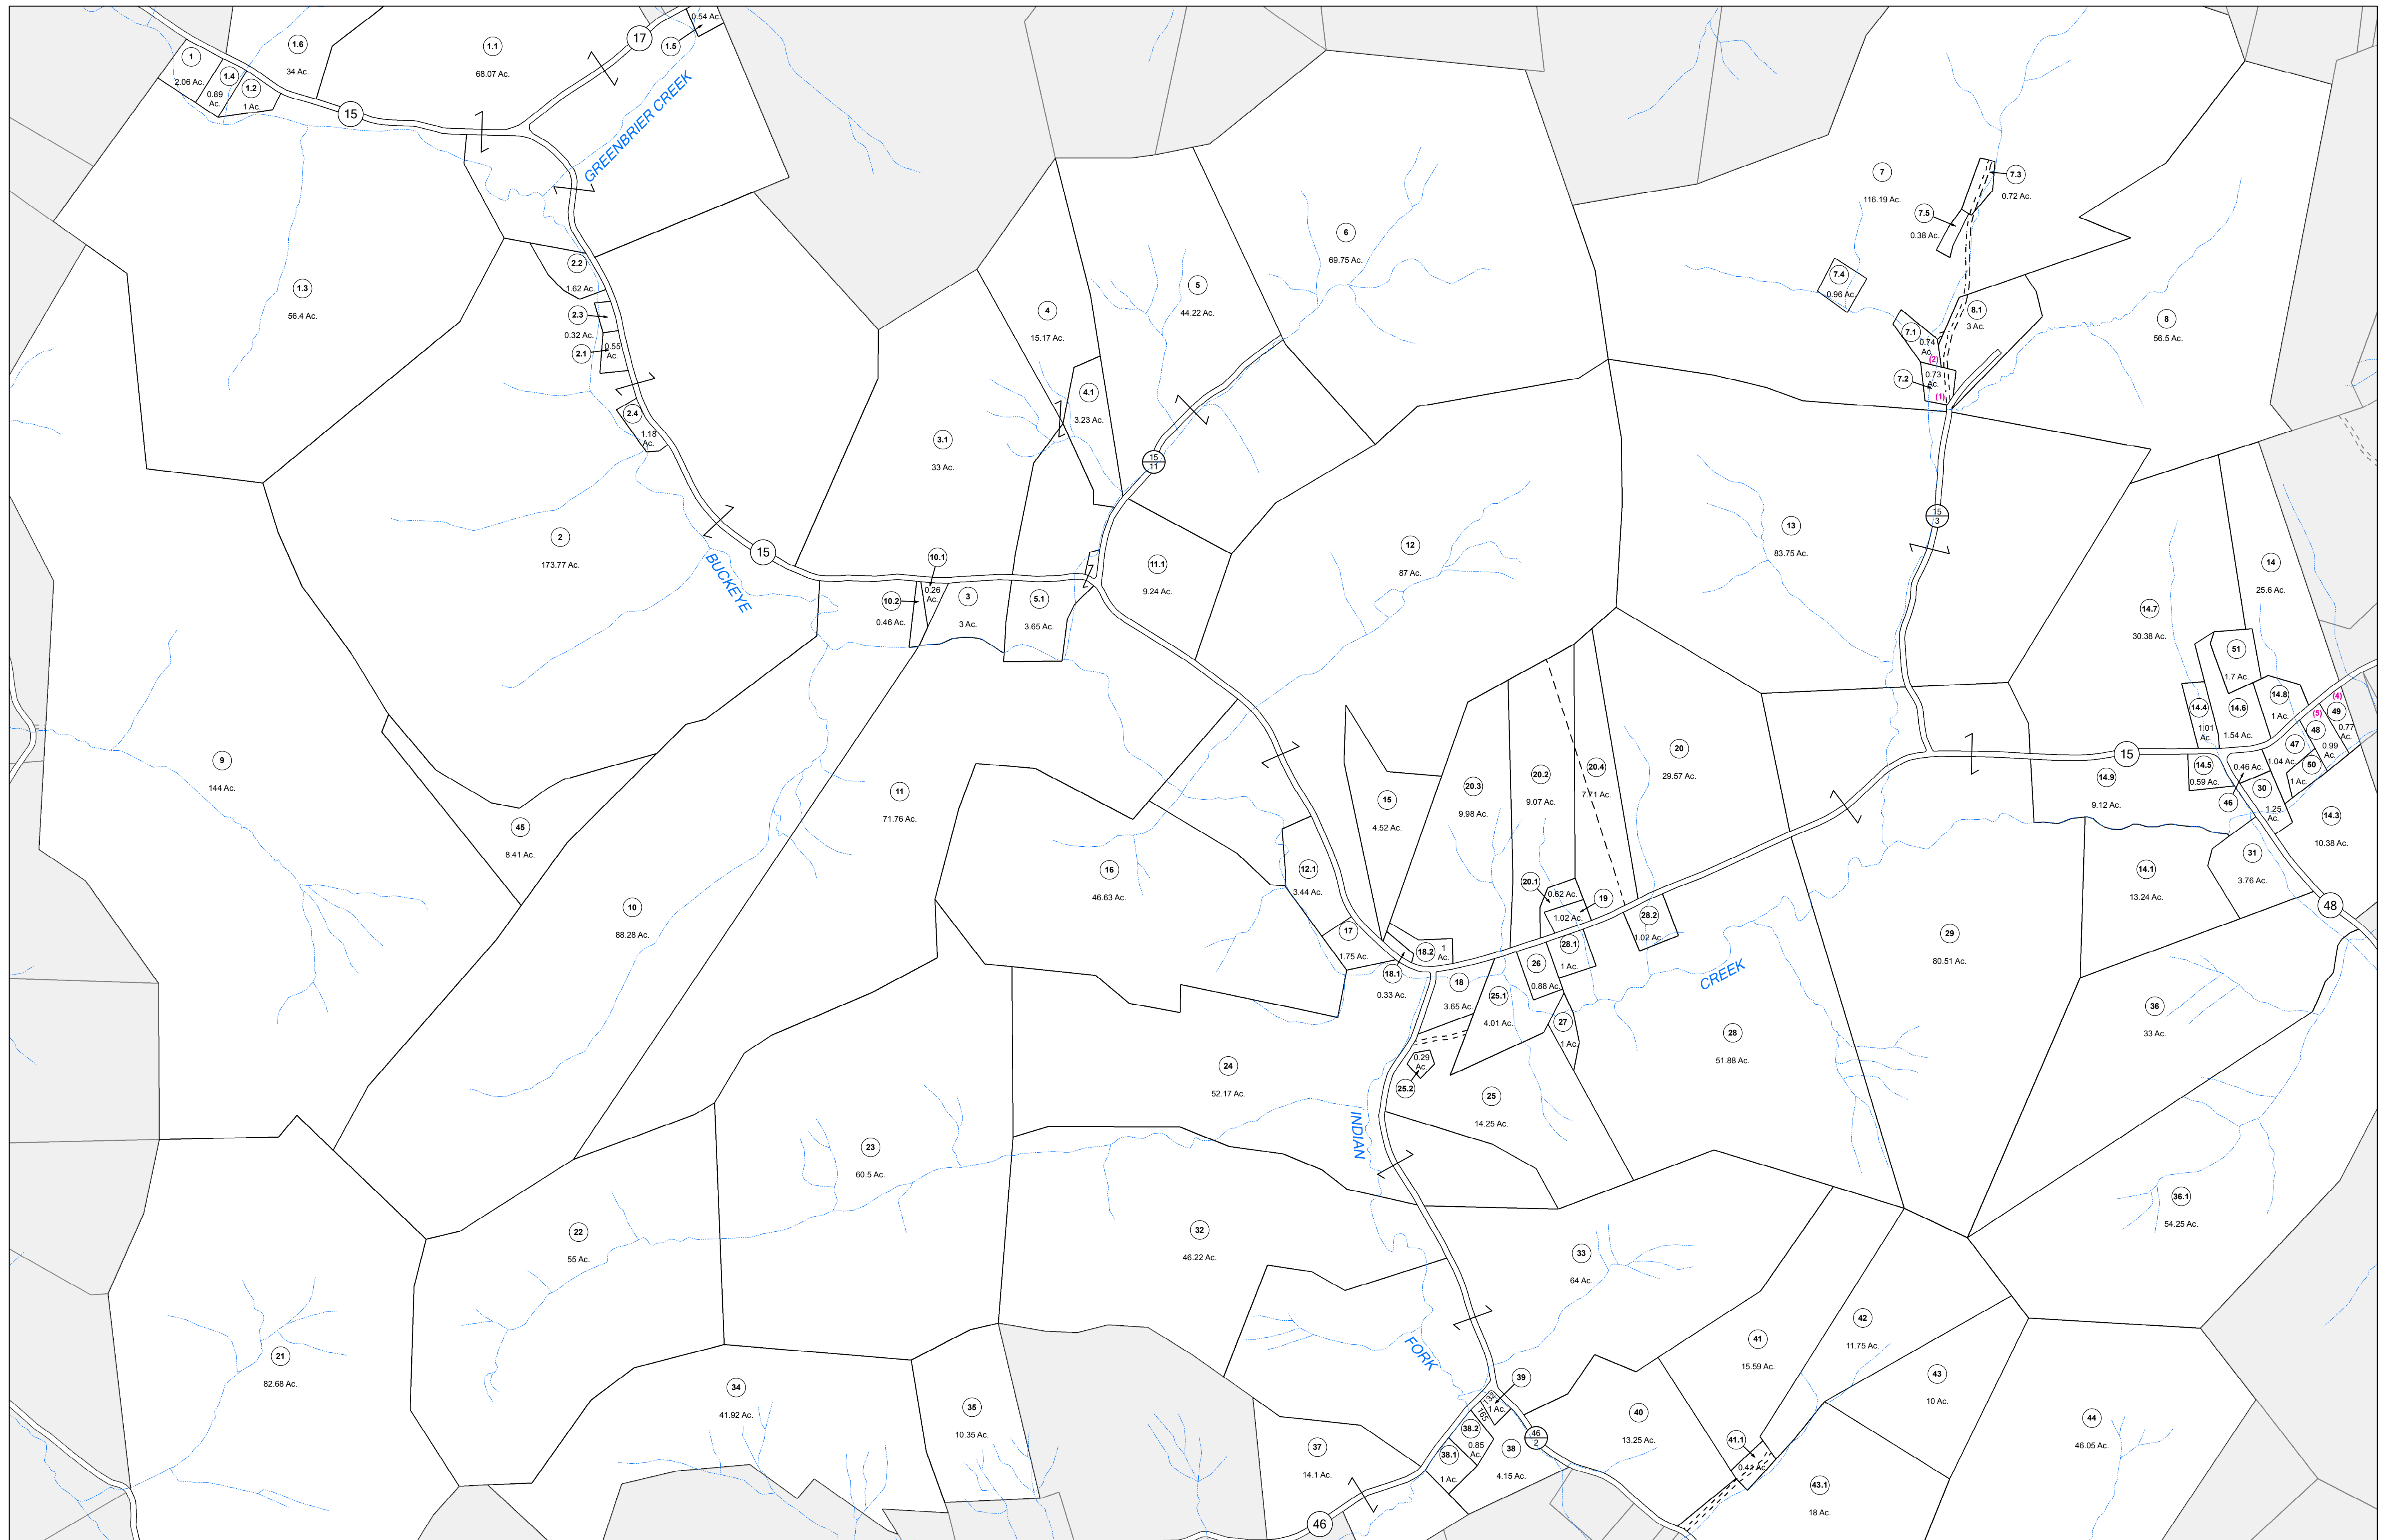 0.54 Ac.
1.5
17
1.1
68.07 Ac.
1.6
34 Ac.
1
2.06 Ac.
1.4
0.89
Ac.
1.2
1 Ac.
15
GREENBRIER CREEK
1.3
56.4 Ac.
2.2
1.62 Ac.
2.3
0.32 Ac.
2.1
0.55
Ac.
2.4
1.18
Ac.
4
15.17 Ac.
5
44.22 Ac.
6
69.75 Ac.
4.1
3.23 Ac.
3.1
33 Ac.
15
11
7
116.19 Ac.
7.3
0.72 Ac.
7.5
0.38 Ac.
7.4
0.96 Ac.
8.1
3 Ac.
7.1
0.74
Ac.
(2)
7.2
0.73
Ac.
(1)
8
56.5 Ac.
2
173.77 Ac.
15
BUCKEYE
10.1
0.26
Ac.
10.2
0.46 Ac.
3
3 Ac.
5.1
3.65 Ac.
11.1
9.24 Ac.
12
87 Ac.
13
83.75 Ac.
15
3
14
25.6 Ac.
14.7
30.38 Ac.
51
1.7 Ac.
14.4
1.01
Ac.
14.6
1.54 Ac.
14.8
1 Ac.
(4)
(5)
49
0.77
Ac.
48
0.99
Ac.
47
1.04 Ac.
50
1 Ac.
14.5
0.59 Ac.
0.46 Ac.
46
30
1.25
Ac.
15
14.9
9.12 Ac.
14.3
10.38 Ac.
31
3.76 Ac.
14.1
13.24 Ac.
48
9
144 Ac.
45
8.41 Ac.
11
71.76 Ac.
10
88.28 Ac.
16
46.63 Ac.
12.1
3.44 Ac.
17
1.75 Ac.
15
4.52 Ac.
20.3
9.98 Ac.
20.2
9.07 Ac.
20.4
7.71 Ac.
20
29.57 Ac.
20.1
0.62 Ac.
19
1.02 Ac.
28.2
1.02 Ac.
28.1
1 Ac.
26
0.88 Ac.
18.2
1
Ac.
18.1
0.33 Ac.
18
3.65 Ac.
25.1
4.01 Ac.
27
1 Ac.
0.29
Ac.
25.2
CREEK
28
51.88 Ac.
29
80.51 Ac.
36
33 Ac.
24
52.17 Ac.
25
14.25 Ac.
INDIAN
23
60.5 Ac.
22
55 Ac.
32
46.22 Ac.
33
64 Ac.
36.1
54.25 Ac.
21
82.68 Ac.
34
41.92 Ac.
35
10.35 Ac.
FORK
41
15.59 Ac.
42
11.75 Ac.
43
10 Ac.
44
46.05 Ac.
132
165
39
1 Ac.
38.2
0.85
Ac.
38.1
1 Ac.
38
4.15 Ac.
46
2
40
13.25 Ac.
41.1
0.41 Ac.
43.1
18 Ac.
37
14.1 Ac.
46